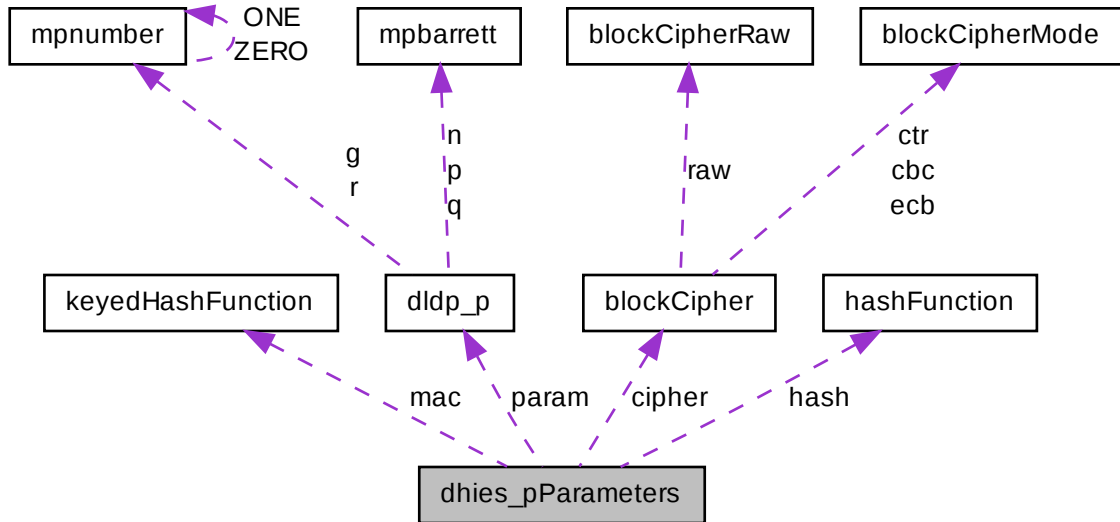 ONE
mpnumber
mpbarrett
blockCipherRaw
blockCipherMode
ZERO
n
ctr
g
p
raw
cbc
r
q
ecb
keyedHashFunction
dldp_p
blockCipher
hashFunction
mac
param
cipher
hash
dhies_pParameters